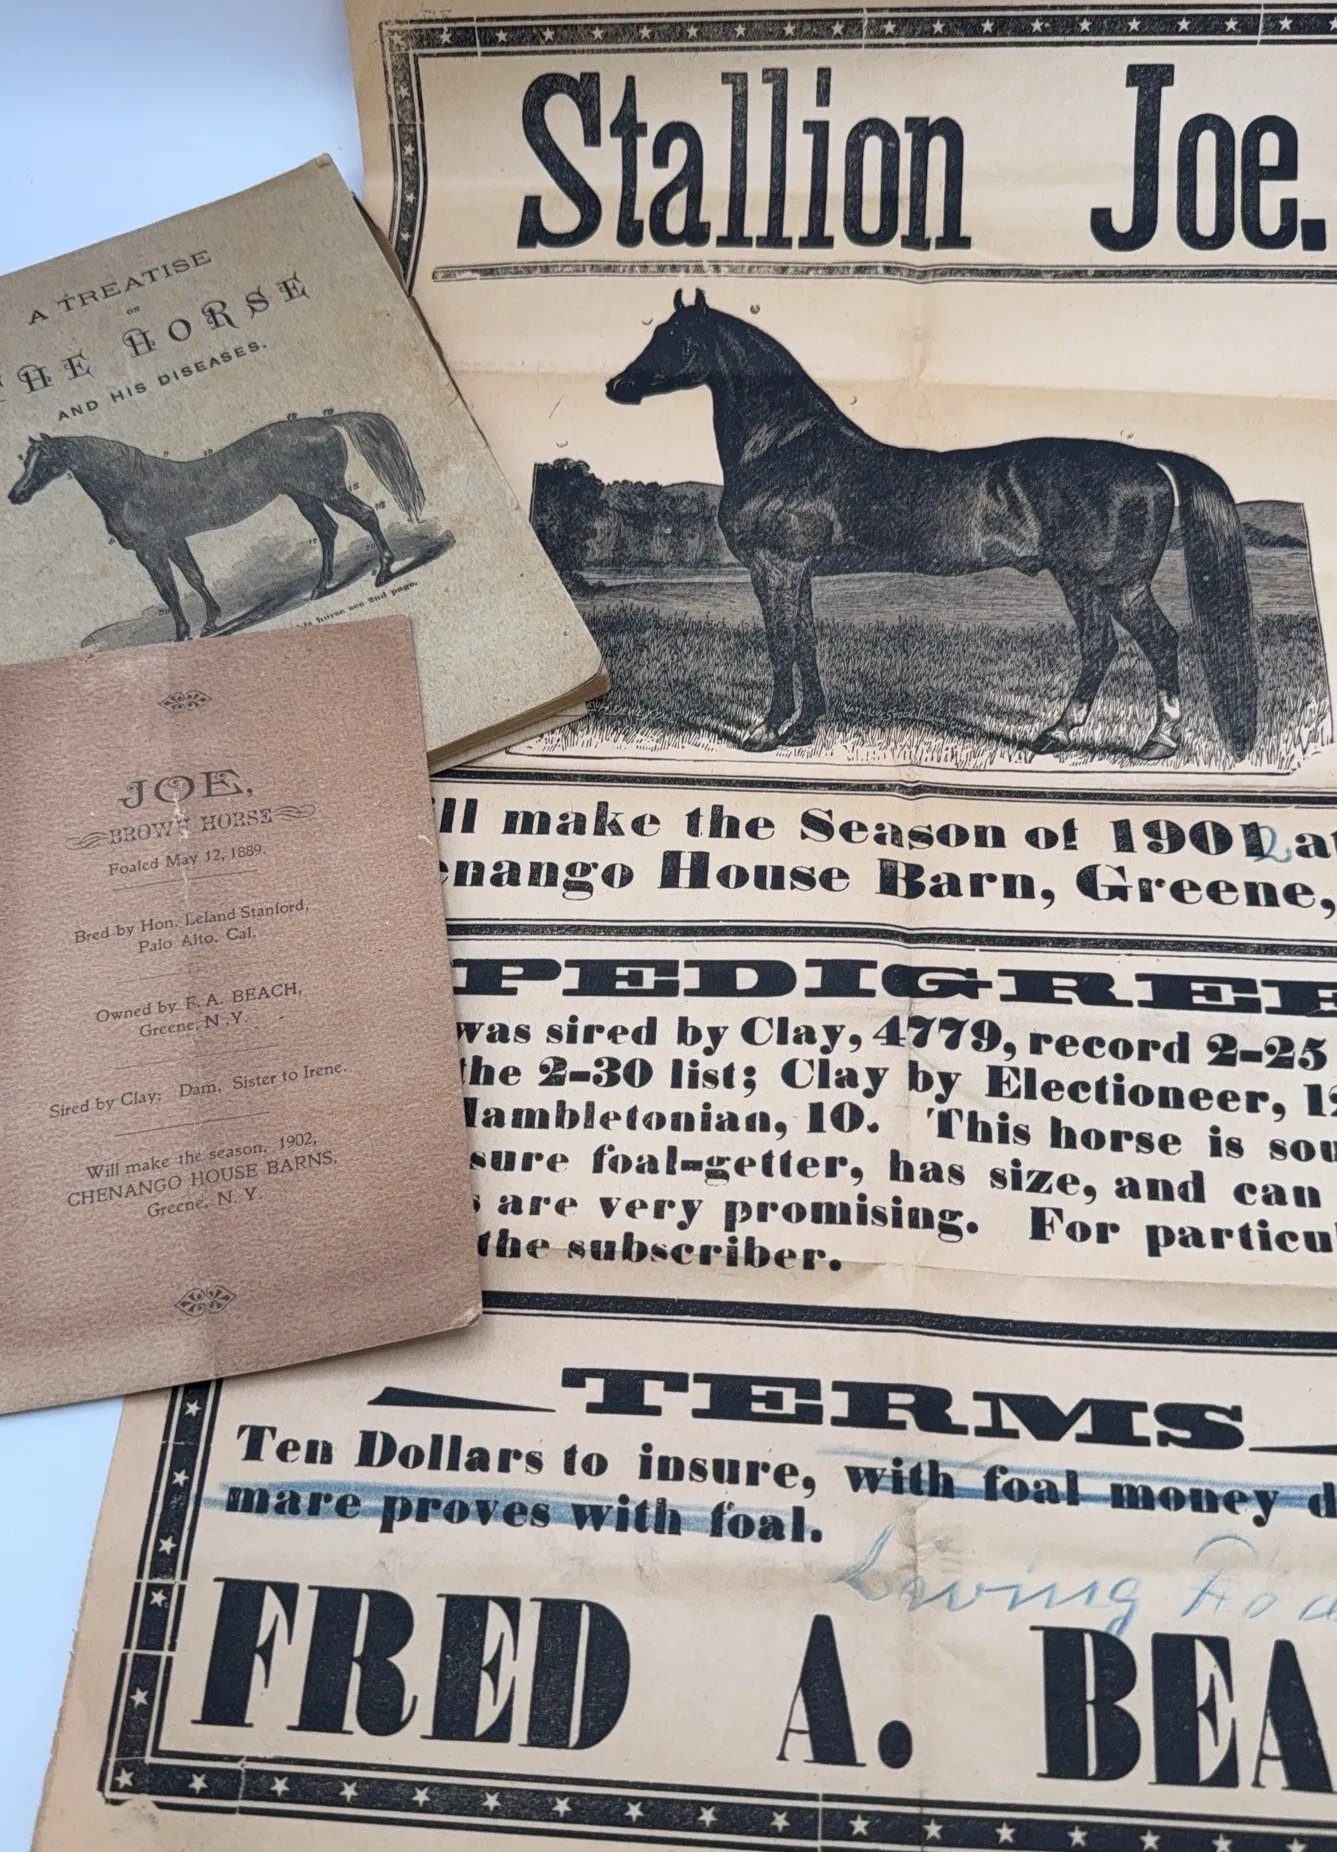 Stallion Joe.
A TREATISE
ON
THE HORSE
AND HIS DISEASES.
horse see 2nd page.
JOE,
BROWN HORSE
Foaled May 12, 1889.
Bred by Hon. Leland Stanford,
Palo Alto, Cal.
Owned by F. A. BEACH,
Greene, N. Y.
Sired by Clay; Dam, Sister to Irene.
Will make the season, 1902,
CHENANGO HOUSE BARNS,
Greene, N. Y.
ll make the Season of 1902 at
enango House Barn, Greene,
PEDIGREE
was sired by Clay, 4779, record 2-25
the 2-30 list; Clay by Electioneer, 12
Hambletonian, 10. This horse is sou
sure foal-getter, has size, and can
s are very promising. For particu
the subscriber.
TERMS
Ten Dollars to insure, with foal money d
mare proves with foal.
Living Foa
FRED A. BEA